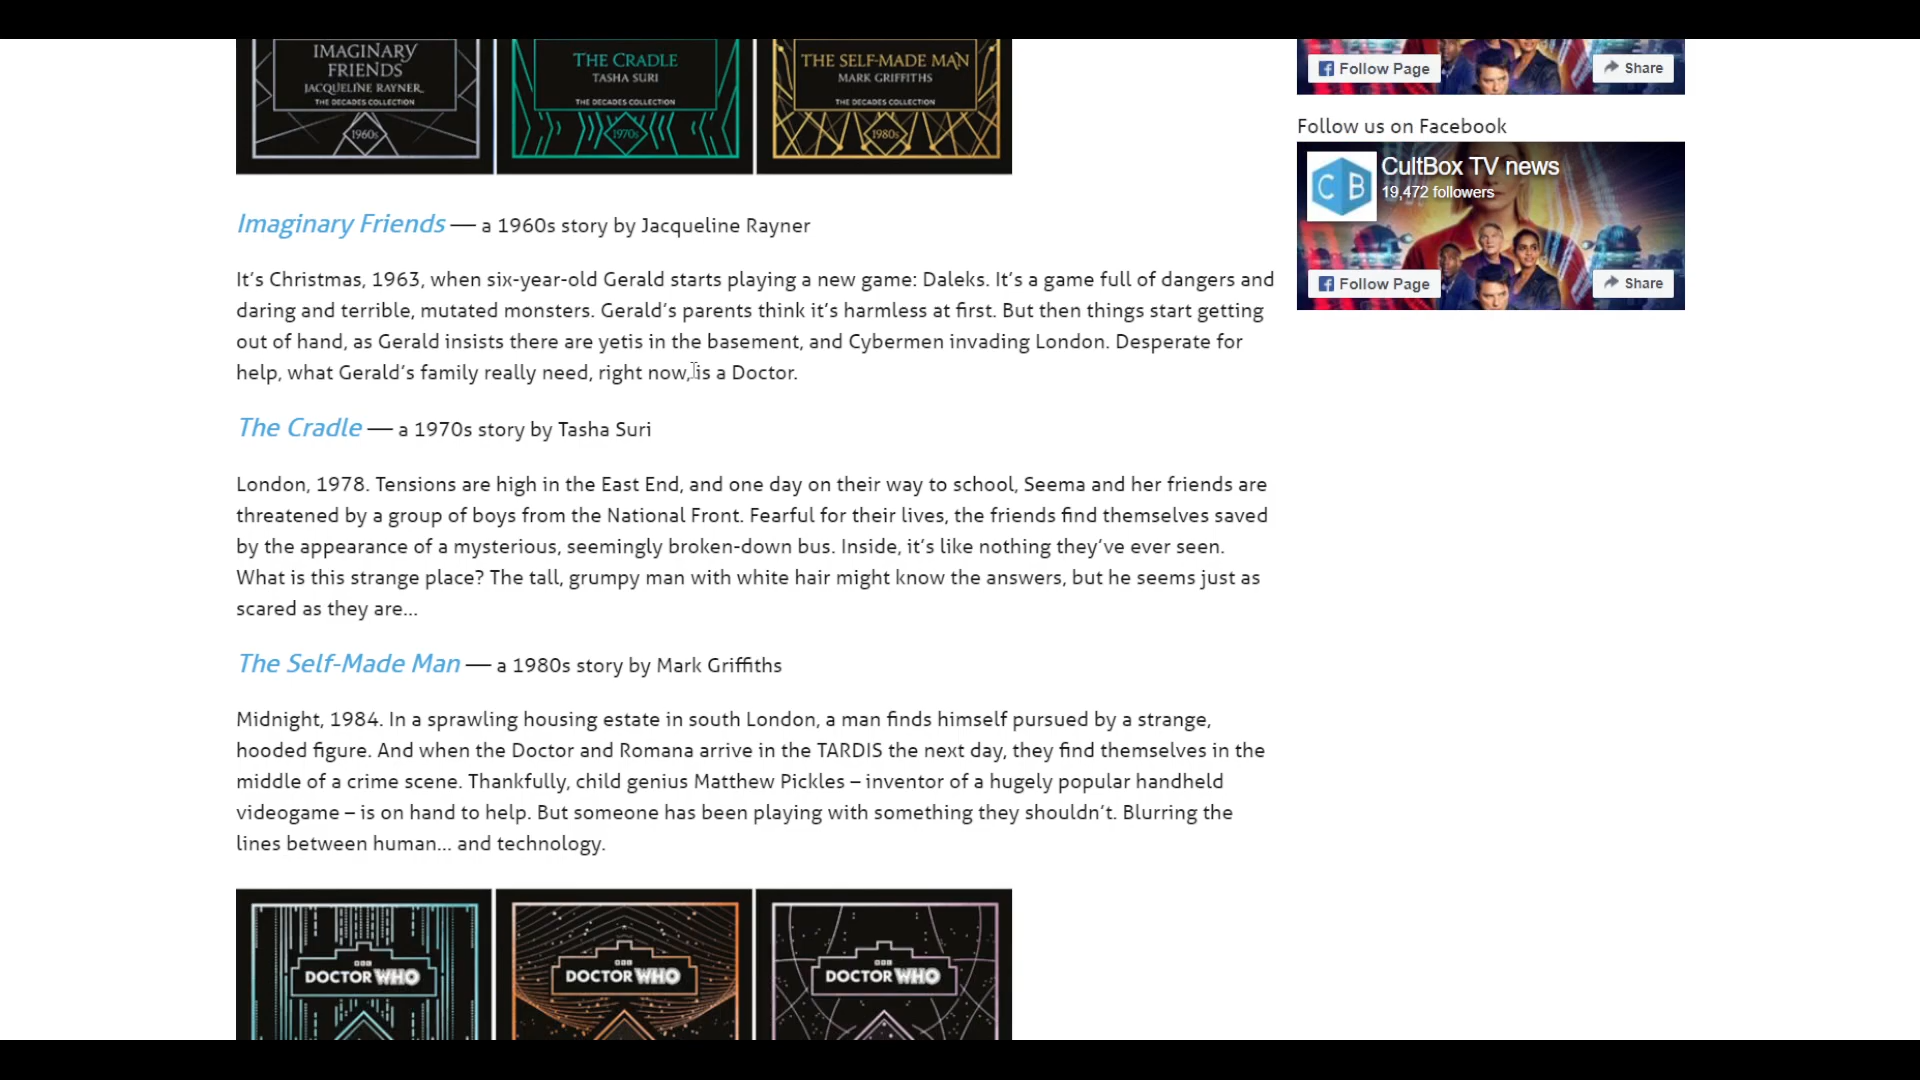 IMAGINARY
FRIENDS
JACQUELINE RAYNER
THE DECADES COLLECTION
1960s
THE CRADLE
TASHA SURI
THE DECADES COLLECTION
1970s
THE SELF-MADE MAN
MARK GRIFFITHS
THE DECADES COLLECTION
1980s
Follow Page
Share
Follow us on Facebook
CB
CultBox TV news
19,472 followers
Follow Page
Share
Imaginary Friends — a 1960s story by Jacqueline Rayner
It’s Christmas, 1963, when six-year-old Gerald starts playing a new game: Daleks. It’s a game full of dangers and
daring and terrible, mutated monsters. Gerald’s parents think it’s harmless at first. But then things start getting
out of hand, as Gerald insists there are yetis in the basement, and Cybermen invading London. Desperate for
help, what Gerald’s family really need, right now, is a Doctor.
The Cradle — a 1970s story by Tasha Suri
London, 1978. Tensions are high in the East End, and one day on their way to school, Seema and her friends are
threatened by a group of boys from the National Front. Fearful for their lives, the friends find themselves saved
by the appearance of a mysterious, seemingly broken-down bus. Inside, it’s like nothing they’ve ever seen.
What is this strange place? The tall, grumpy man with white hair might know the answers, but he seems just as
scared as they are…
The Self-Made Man — a 1980s story by Mark Griffiths
Midnight, 1984. In a sprawling housing estate in south London, a man finds himself pursued by a strange,
hooded figure. And when the Doctor and Romana arrive in the TARDIS the next day, they find themselves in the
middle of a crime scene. Thankfully, child genius Matthew Pickles – inventor of a hugely popular handheld
videogame – is on hand to help. But someone has been playing with something they shouldn’t. Blurring the
lines between human… and technology.
BBC
DOCTOR WHO
BBC
DOCTOR WHO
BBC
DOCTOR WHO